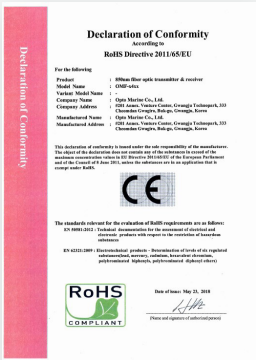 Declaration of Conformity
Declaration of Conformity
According to
RoHS Directive 2011/65/EU
For the following
Product : 890nm fiber optic transmitter & receiver
Model Name : OMF-x4xx
Variant Model Name : -
Company Name : Opto Marine Co., Ltd.
Company Address : #201 Annex. Venture Center, Gwangju Technopark, 333
Cheomdan Gwagiro, Buk-gu, Gwangju, Korea
Manufactured Name : Opto Marine Co., Ltd.
Manufactured Address : #201 Annex. Venture Center, Gwangju Technopark, 333
Cheomdan Gwagiro, Buk-gu, Gwangju, Korea
This declaration of conformity is issued under the sole responsibility of the manufacturer.
The object of the declaration does not contain any of the substances in exceed of the
maximum concentration values in EU Directive 2011/65/EU of the European Parliament
and of the Council of 8 June 2011, unless the substances are in an application that is
exempt under RoHS.
CE
The standards relevant for the evaluation of RoHS requirements are as follows:
EN 50581:2012 : Technical documentation for the assessment of electrical and
electronic products with respect to the restriction of hazardous
substances
EN 62321:2009 : Electrotechnical products - Determination of levels of six regulated
substances(lead, mercury, cadmium, hexavalent chromium,
polybrominated biphenyls, polybrominated diphenyl ethers)
RoHS
COMPLIANT
Date of issue: May 23, 2018
(Name and signature of authorized person)